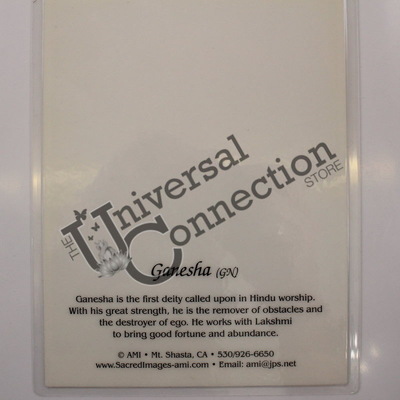 THE Universal
Connection
STORE
Ganesha (GN)
Ganesha is the first deity called upon in Hindu worship.
With his great strength, he is the remover of obstacles and
the destroyer of ego. He works with Lakshmi
to bring good fortune and abundance.
© AMI • Mt. Shasta, CA • 530/926-6650
www.SacredImages-ami.com • Email: ami@jps.net